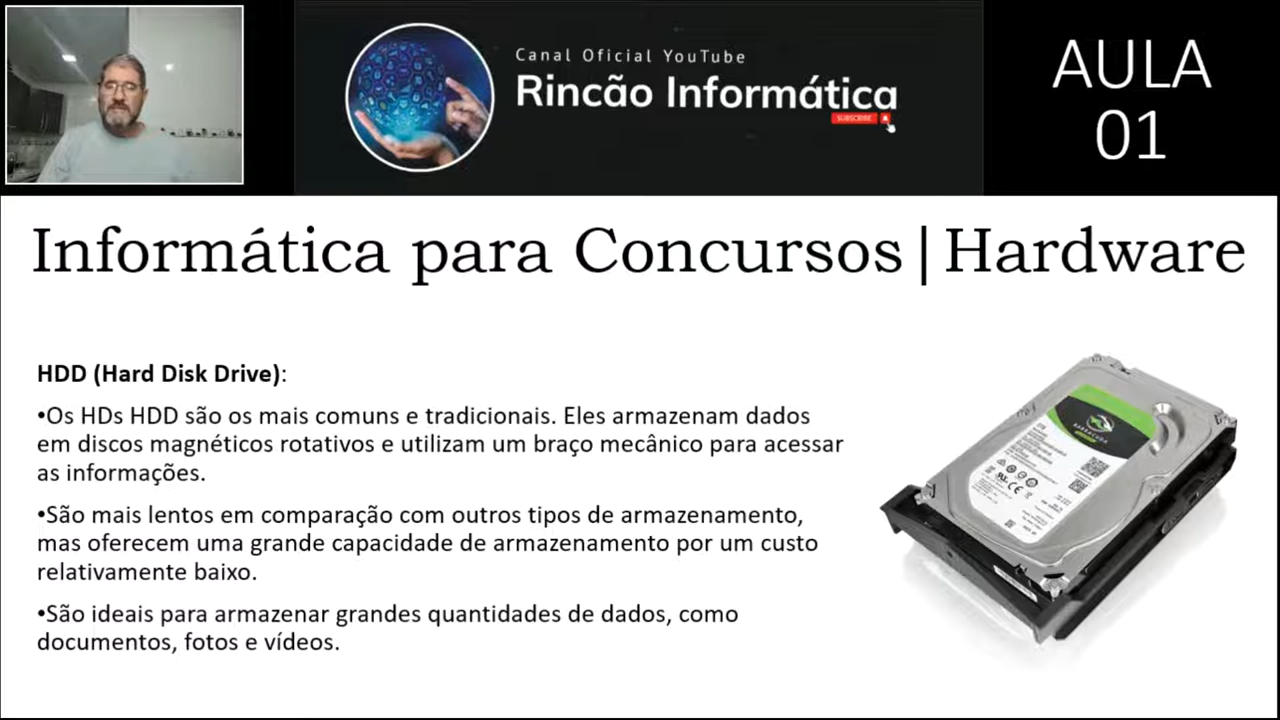 Canal Oficial YouTube
Rincão Informática
SUBSCRIBE
AULA
01
Informática para Concursos|Hardware
HDD (Hard Disk Drive):
•Os HDs HDD são os mais comuns e tradicionais. Eles armazenam dados
em discos magnéticos rotativos e utilizam um braço mecânico para acessar
as informações.
•São mais lentos em comparação com outros tipos de armazenamento,
mas oferecem uma grande capacidade de armazenamento por um custo
relativamente baixo.
•São ideais para armazenar grandes quantidades de dados, como
documentos, fotos e vídeos.
BARRACUDA